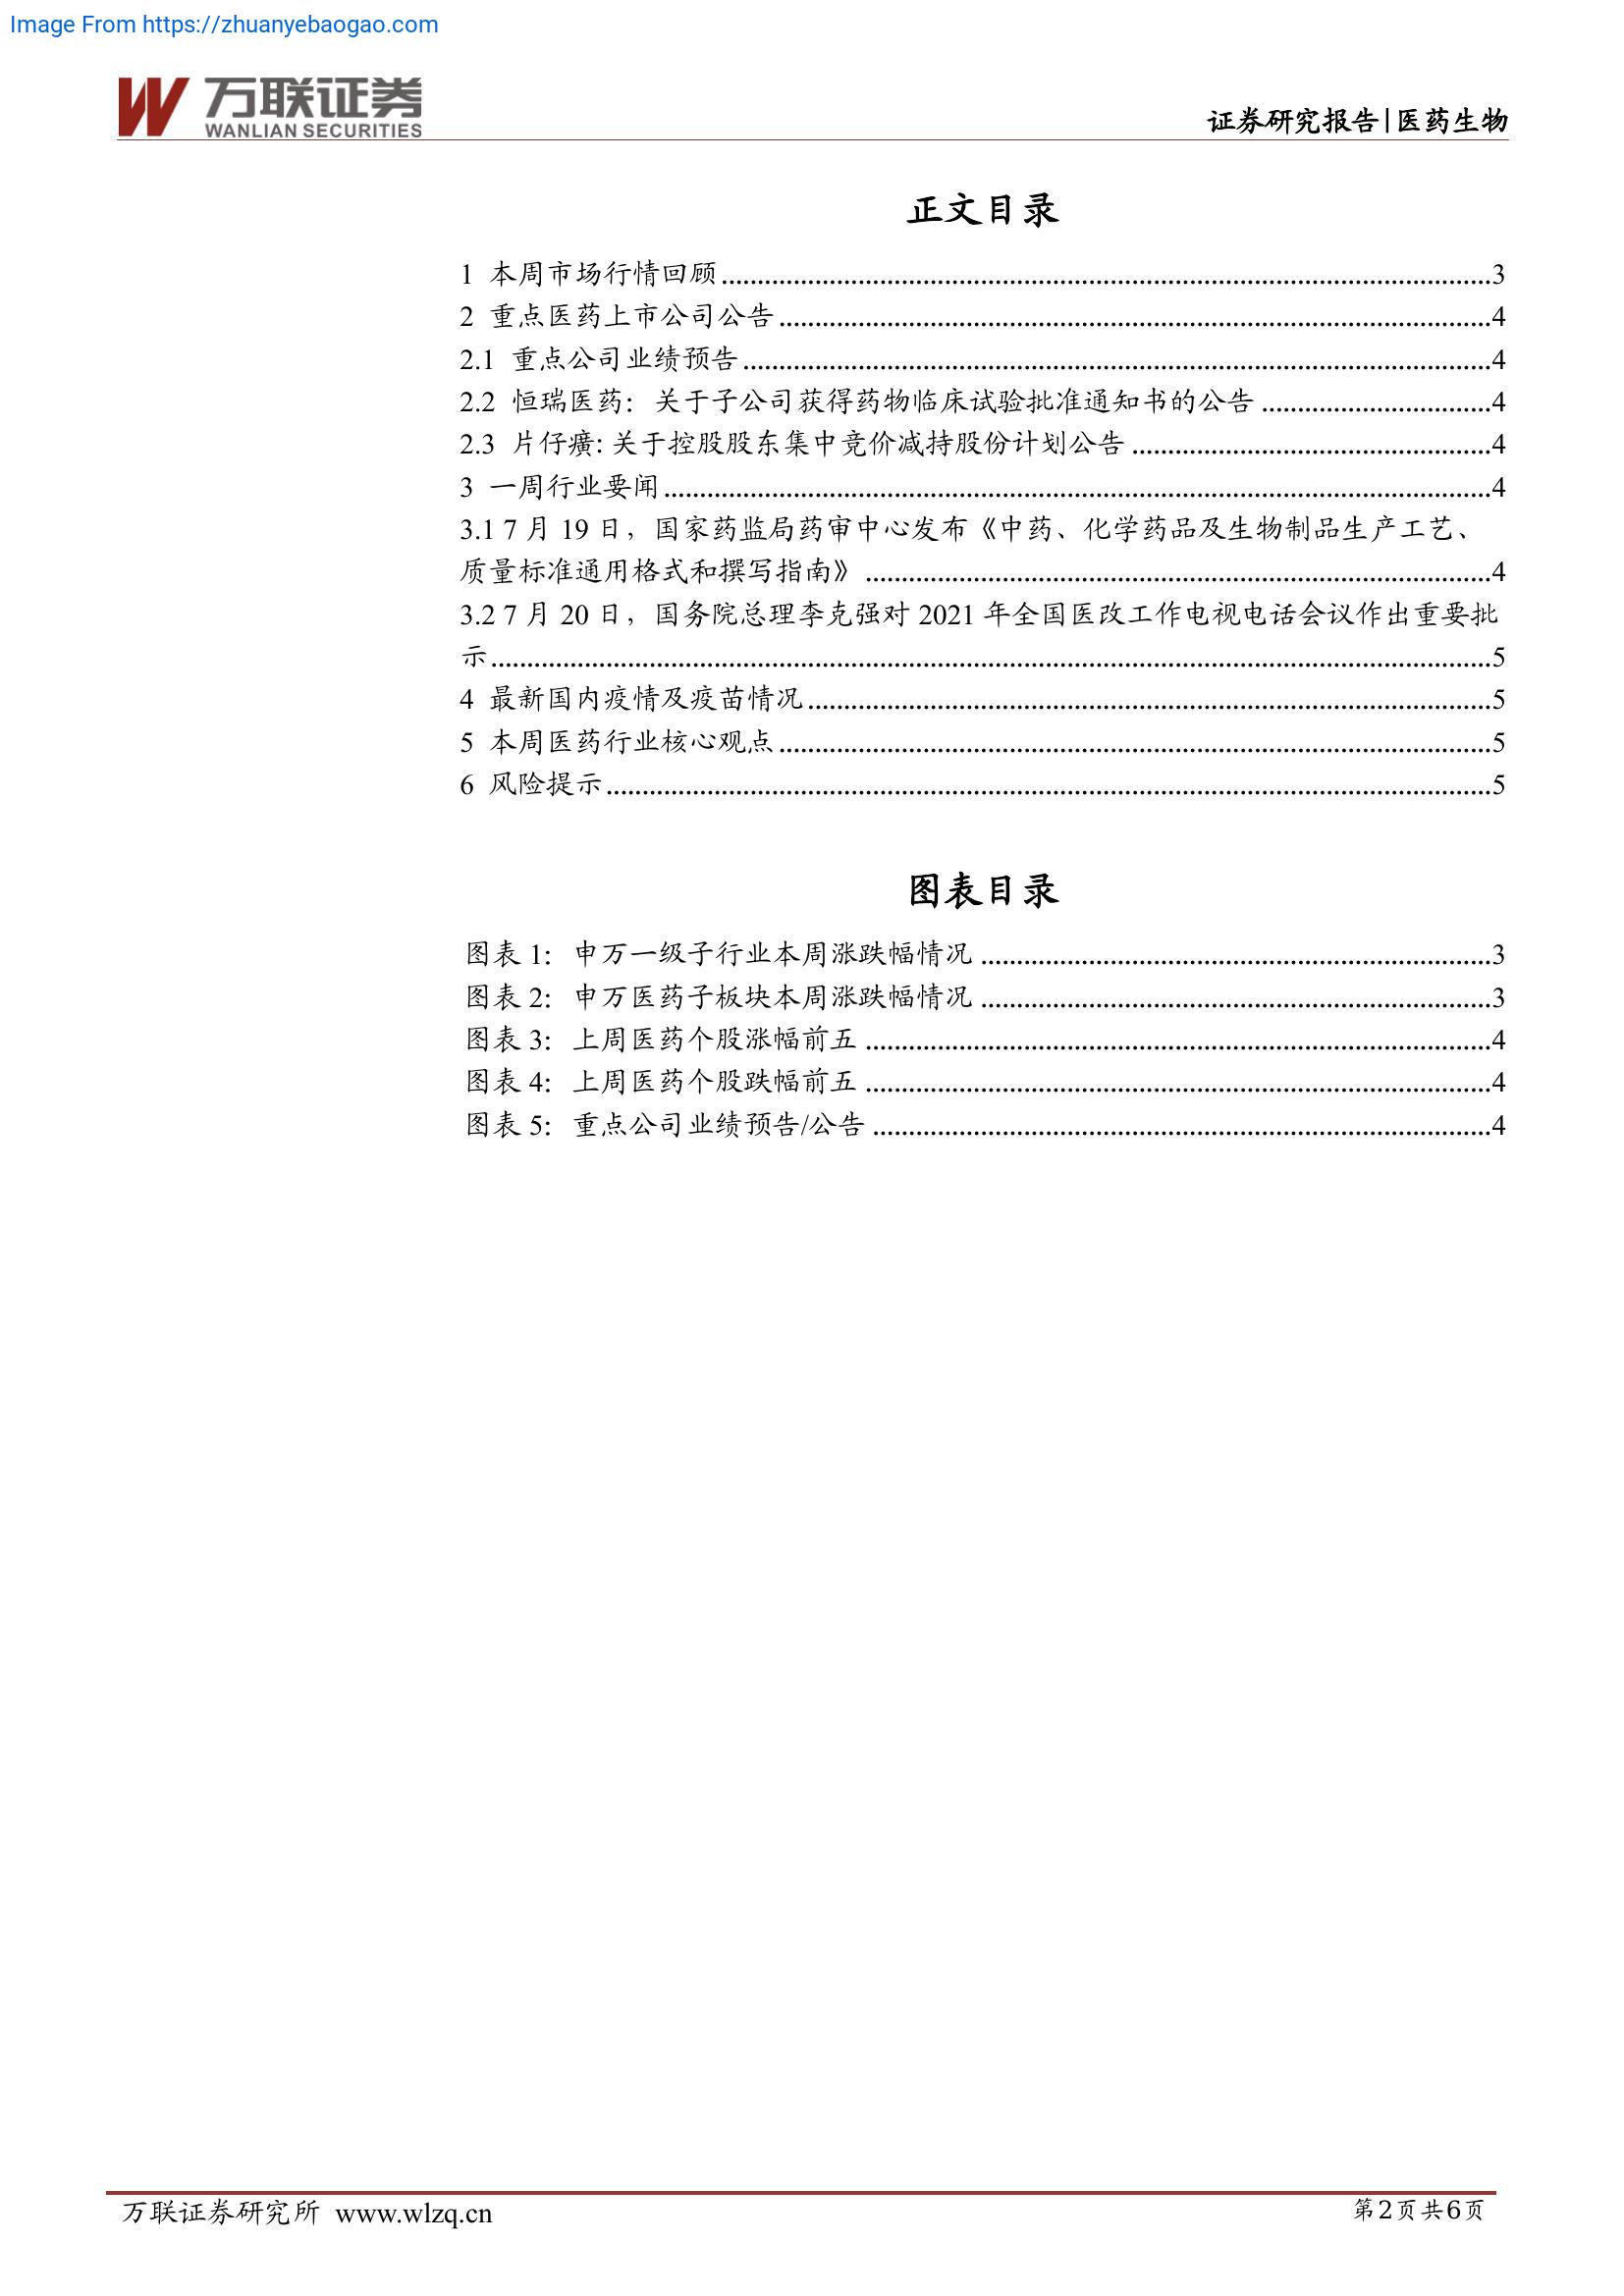 Image From https://zhuanyebaogao.com
万联证券
WANLIAN SECURITIES
证券研究报告|医药生物
正文目录
1 本周市场行情回顾 3
2 重点医药上市公司公告 4
2.1 重点公司业绩预告 4
2.2 恒瑞医药：关于子公司获得药物临床试验批准通知书的公告 4
2.3 片仔癀: 关于控股股东集中竞价减持股份计划公告 4
3 一周行业要闻 4
3.1 7 月 19 日，国家药监局药审中心发布《中药、化学药品及生物制品生产工艺、
质量标准通用格式和撰写指南》 4
3.2 7 月 20 日，国务院总理李克强对 2021 年全国医改工作电视电话会议作出重要批
示 5
4 最新国内疫情及疫苗情况 5
5 本周医药行业核心观点 5
6 风险提示 5
图表目录
图表 1：申万一级子行业本周涨跌幅情况 3
图表 2：申万医药子板块本周涨跌幅情况 3
图表 3：上周医药个股涨幅前五 4
图表 4：上周医药个股跌幅前五 4
图表 5：重点公司业绩预告/公告 4
万联证券研究所 www.wlzq.cn
第2页共6页